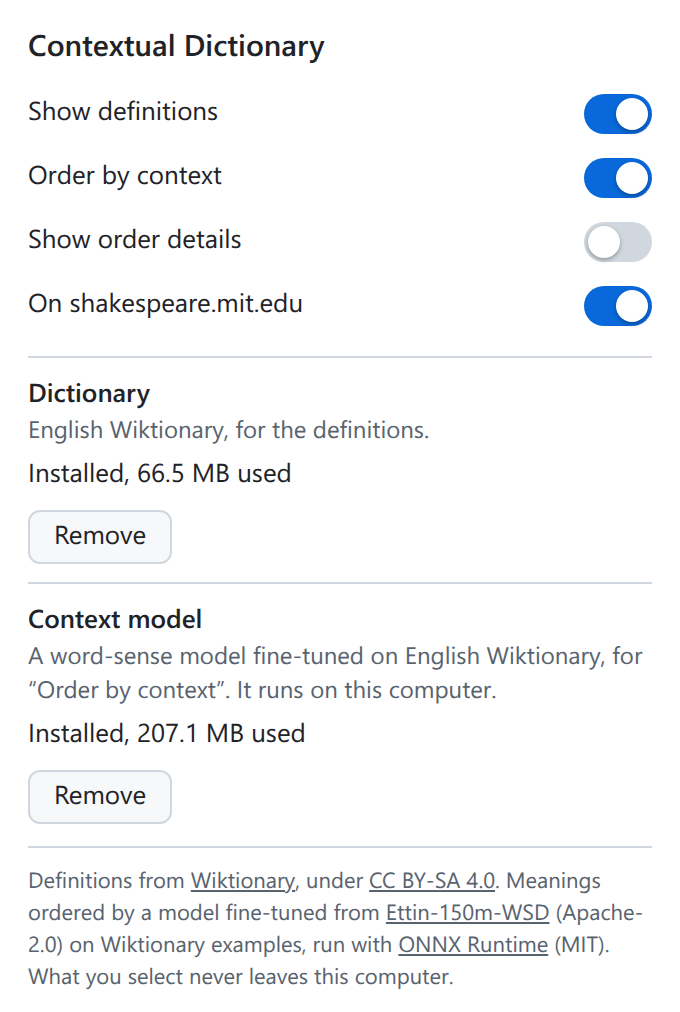 Contextual Dictionary
Show definitions
Order by context
Show order details
On shakespeare.mit.edu
Dictionary
English Wiktionary, for the definitions.
Installed, 66.5 MB used
Remove
Context model
A word-sense model fine-tuned on English Wiktionary, for
“Order by context”. It runs on this computer.
Installed, 207.1 MB used
Remove
Definitions from Wiktionary, under CC BY-SA 4.0. Meanings
ordered by a model fine-tuned from Ettin-150m-WSD (Apache-
2.0) on Wiktionary examples, run with ONNX Runtime (MIT).
What you select never leaves this computer.